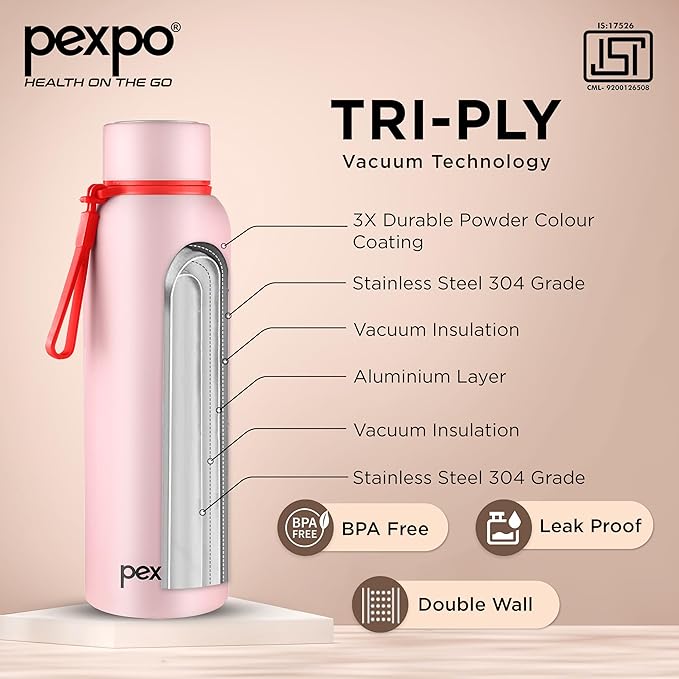 pexpo®
HEALTH ON THE GO
IS:17526
ISI
CML- 9200126508
TRI-PLY
Vacuum Technology
3X Durable Powder Colour
Coating
Stainless Steel 304 Grade
Vacuum Insulation
Aluminium Layer
Vacuum Insulation
Stainless Steel 304 Grade
BPA
FREE
BPA Free
Leak Proof
pex
Double Wall